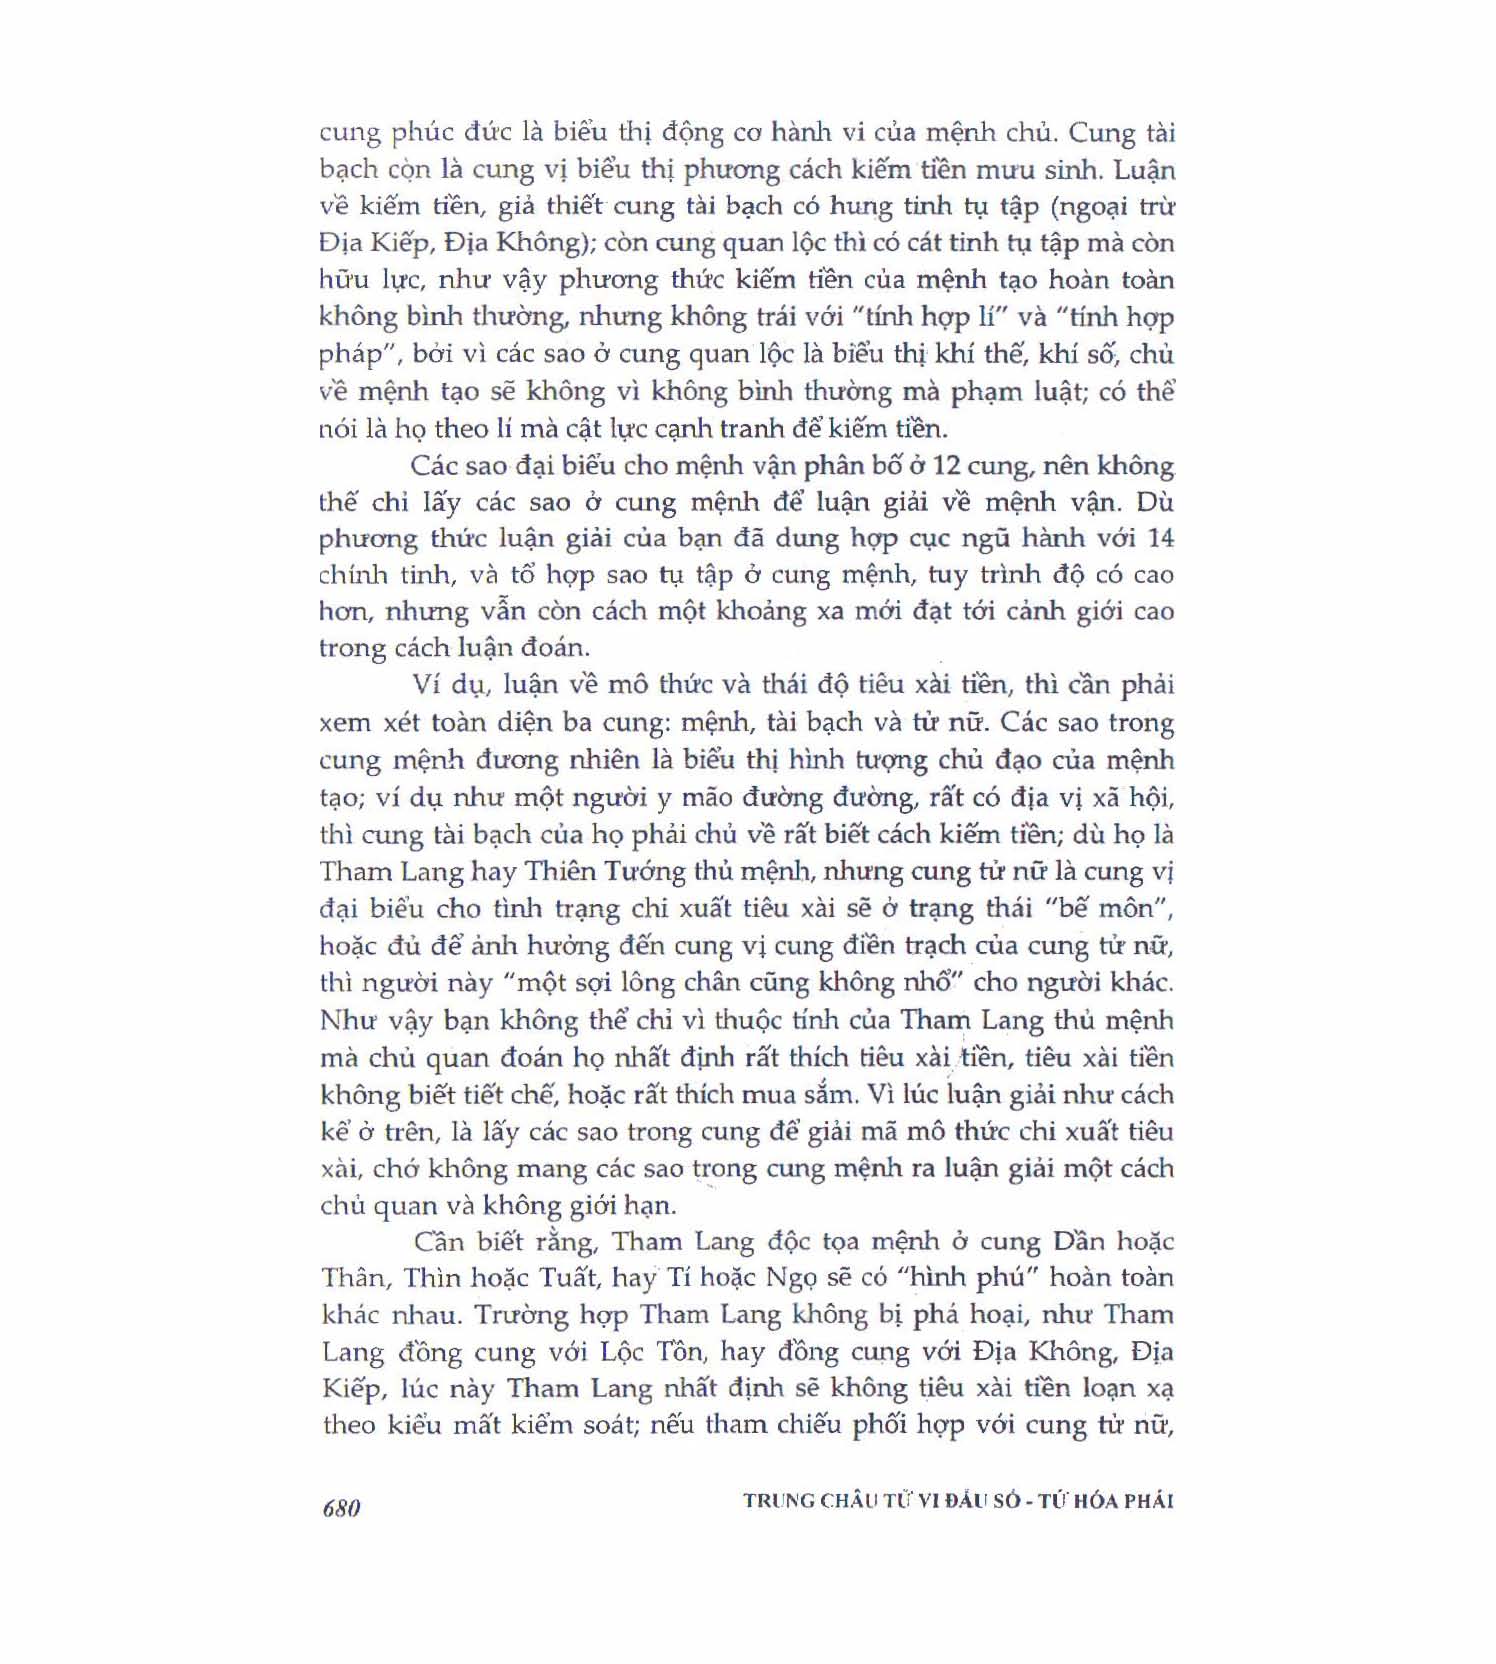 cung phúc đức là biểu thị động cơ hành vi của mệnh chủ. Cung tài
bạch còn là cung vị biểu thị phương cách kiếm tiền mưu sinh. Luận
về kiếm tiền, giả thiết cung tài bạch có hung tinh tụ tập (ngoại trừ
Địa Kiếp, Địa Không); còn cung quan lộc thì có cát tinh tụ tập mà còn
hữu lực, như vậy phương thức kiếm tiền của mệnh tạo hoàn toàn
không bình thường, nhưng không trái với "tính hợp lí" và "tính hợp
pháp", bởi vì các sao ở cung quan lộc là biểu thị khí thế, khí số, chủ
về mệnh tạo sẽ không vì không bình thường mà phạm luật; có thể
nói là họ theo lí mà cật lực cạnh tranh để kiếm tiền.
Các sao đại biểu cho mệnh vận phân bố ở 12 cung, nên không
thế chỉ lấy các sao ở cung mệnh để luận giải về mệnh vận. Dù
phương thức luận giải của bạn đã dung hợp cục ngũ hành với 14
chính tinh, và tổ hợp sao tụ tập ở cung mệnh, tuy trình độ có cao
hơn, nhưng vẫn còn cách một khoảng xa mới đạt tới cảnh giới cao
trong cách luận đoán.
Ví dụ, luận về mô thức và thái độ tiêu xài tiền, thì cần phải
xem xét toàn diện ba cung: mệnh, tài bạch và tử nữ. Các sao trong
cung mệnh đương nhiên là biểu thị hình tượng chủ đạo của mệnh
tạo; ví dụ như một người y mão đường đường, rất có địa vị xã hội,
thì cung tài bạch của họ phải chủ về rất biết cách kiếm tiền; dù họ là
Tham Lang hay Thiên Tướng thủ mệnh, nhưng cung tử nữ là cung vị
đại biểu cho tình trạng chi xuất tiêu xài sẽ ở trạng thái "bế môn",
hoặc đủ để ảnh hưởng đến cung vị cung điền trạch của cung tử nữ,
thì người này "một sợi lông chân cũng không nhổ" cho người khác.
Như vậy bạn không thể chỉ vì thuộc tính của Tham Lang thủ mệnh
mà chủ quan đoán họ nhất định rất thích tiêu xài tiền, tiêu xài tiền
không biết tiết chế, hoặc rất thích mua sắm. Vì lúc luận giải như cách
kể ở trên, là lấy các sao trong cung để giải mã mô thức chi xuất tiêu
xài, chớ không mang các sao trong cung mệnh ra luận giải một cách
chủ quan và không giới hạn.
Cần biết rằng, Tham Lang độc tọa mệnh ở cung Dần hoặc
Thân, Thìn hoặc Tuất, hay Tí hoặc Ngọ sẽ có "hình phú" hoàn toàn
khác nhau. Trường hợp Tham Lang không bị phá hoại, như Tham
Lang đồng cung với Lộc Tồn, hay đồng cung với Địa Không, Địa
Kiếp, lúc này Tham Lang nhất định sẽ không tiêu xài tiền loạn xạ
theo kiểu mất kiểm soát; nếu tham chiếu phối hợp với cung tử nữ,
680
TRUNG CHÂU TỬ VI ĐẨU SỐ - TỨ HÓA PHÁI